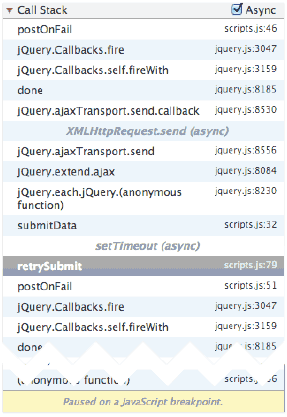 Call Stack Async
postOnFail scripts.js:46
jQuery.Callbacks.fire jquery.js:3047
jQuery.Callbacks.self.fireWith jquery.js:3159
done jquery.js:8185
jQuery.ajaxTransport.send.callback jquery.js:8530
XMLHttpRequest.send (async)
jQuery.ajaxTransport.send jquery.js:8556
jQuery.extend.ajax jquery.js:8084
jQuery.each.jQuery.(anonymous jquery.js:8230
function)
submitData scripts.js:32
setTimeout (async)
retrySubmit scripts.js:79
postOnFail scripts.js:51
jQuery.Callbacks.fire jquery.js:3047
jQuery.Callbacks.self.fireWith jquery.js:3159
done jquery.js:8185
(anonymous function)
Paused on a JavaScript breakpoint.